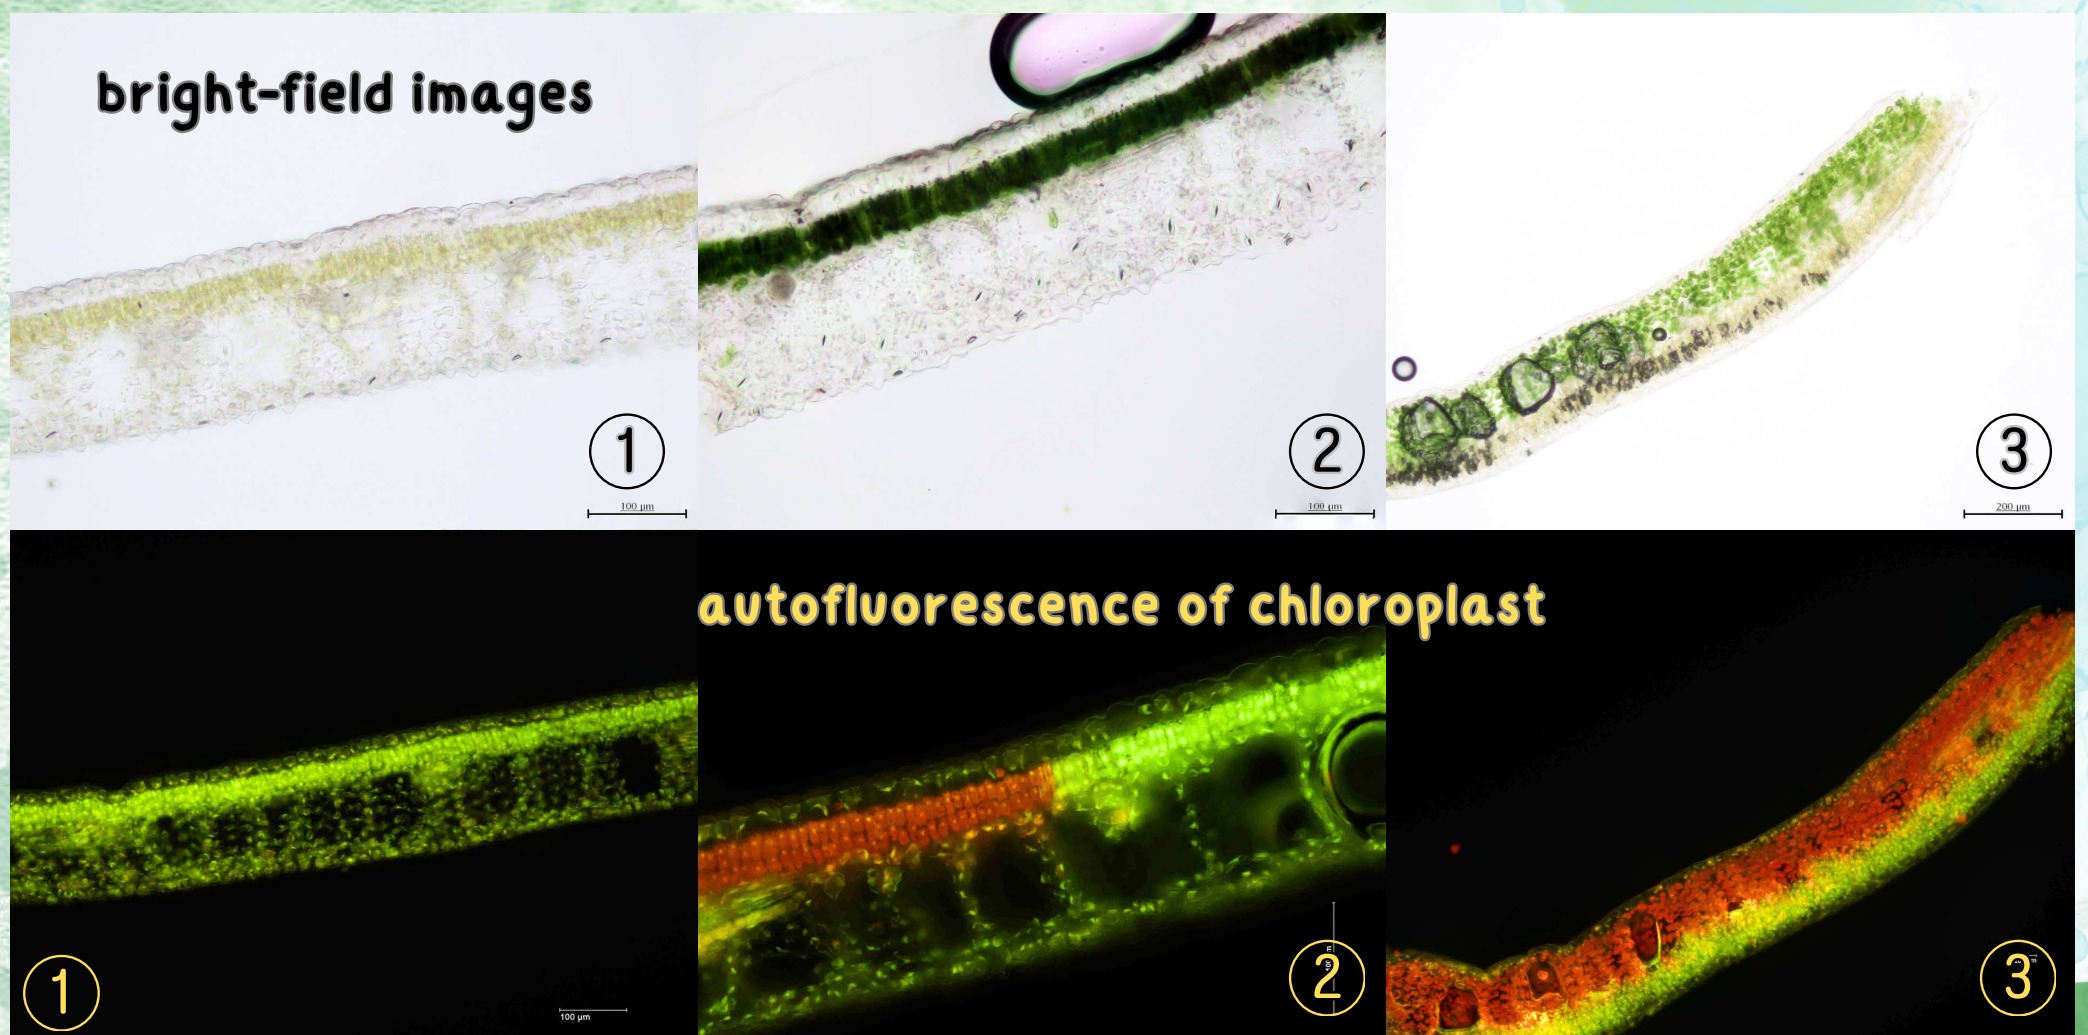 bright-field images
1
100 µm
2
100 µm
3
200 µm
autofluorescence of chloroplast
1
100 µm
2
3